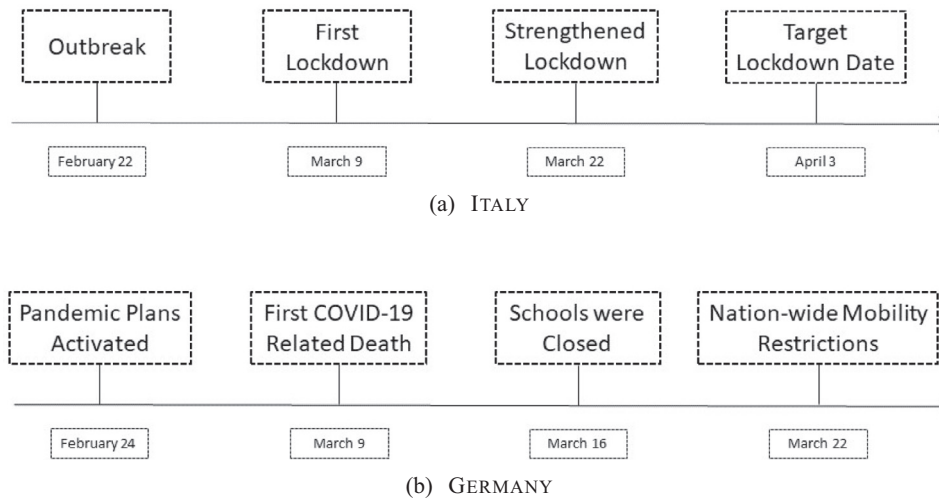 Outbreak
First
Lockdown
Strengthened
Lockdown
Target
Lockdown Date
February 22
March 9
March 22
April 3
(a) ITALY
Pandemic Plans
Activated
First COVID-19
Related Death
Schools were
Closed
Nation-wide Mobility
Restrictions
February 24
March 9
March 16
March 22
(b) GERMANY